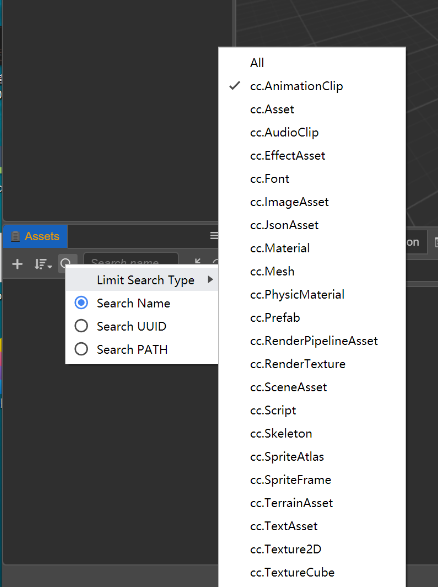 All
cc.AnimationClip
cc.Asset
cc.AudioClip
cc.EffectAsset
cc.Font
cc.ImageAsset
cc.JsonAsset
cc.Material
cc.Mesh
cc.PhysicMaterial
cc.Prefab
cc.RenderPipelineAsset
cc.RenderTexture
cc.SceneAsset
cc.Script
cc.Skeleton
cc.SpriteAtlas
cc.SpriteFrame
cc.TerrainAsset
cc.TextAsset
cc.Texture2D
cc.TextureCube
Assets
Search name
Limit Search Type
Search Name
Search UUID
Search PATH